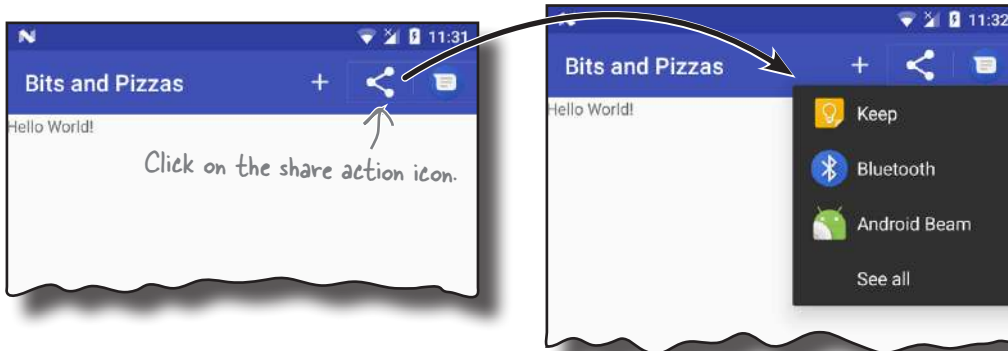 11:31
Bits and Pizzas
Hello World!
Click on the share action icon.
11:32
Bits and Pizzas
Hello World!
Keep
Bluetooth
Android Beam
See all